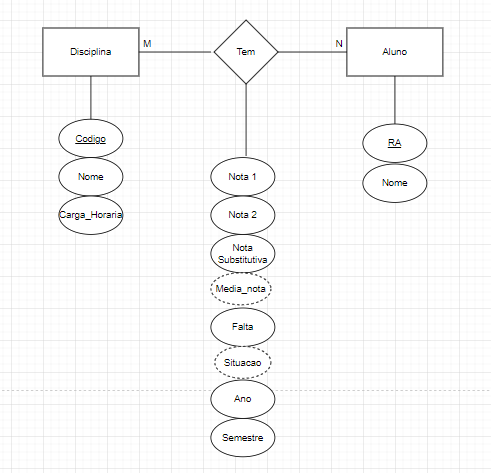 Disciplina
M
Tem
N
Aluno
Codigo
Nome
Carga_Horaria
Nota 1
Nota 2
Nota
Substitutiva
Media_nota
Falta
Situacao
Ano
Semestre
RA
Nome